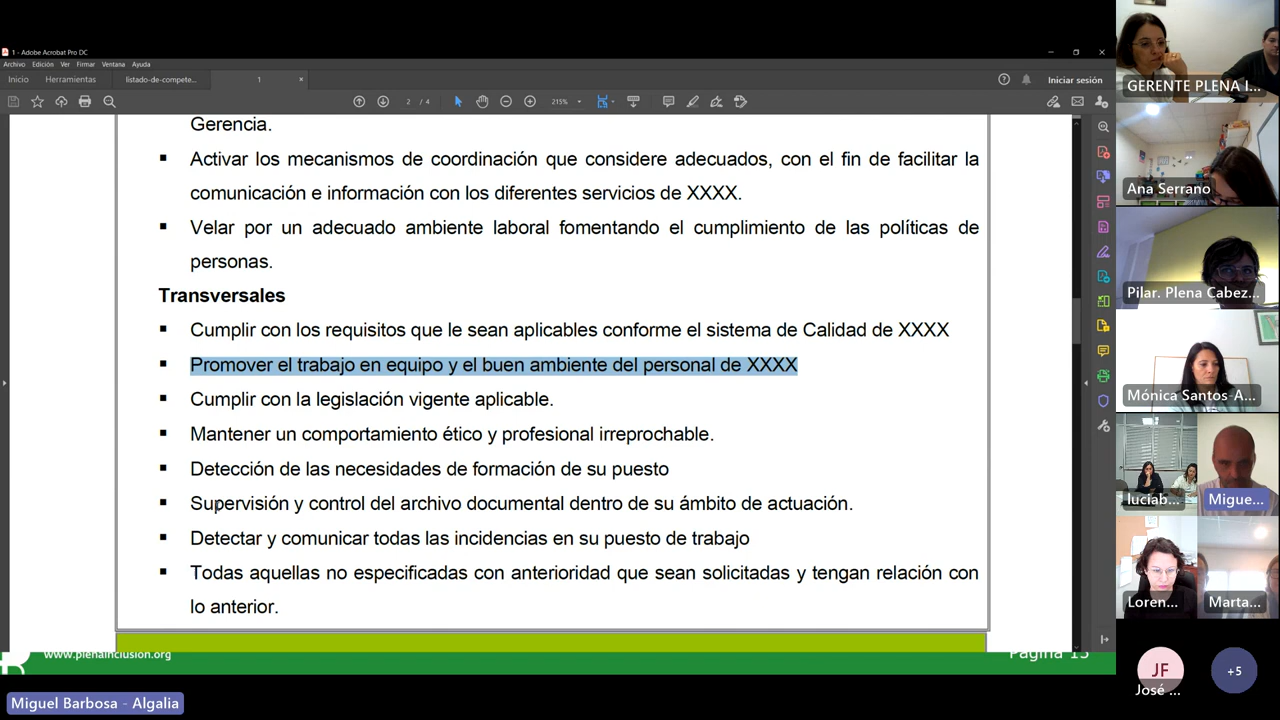 1 - Adobe Acrobat Pro DC
Archivo Edición Ver Firmar Ventana Ayuda
Inicio Herramientas listado-de-compete... 1 × Iniciar sesión
2 / 4 215%
Gerencia.
▪ Activar los mecanismos de coordinación que considere adecuados, con el fin de facilitar la
comunicación e información con los diferentes servicios de XXXX.
▪ Velar por un adecuado ambiente laboral fomentando el cumplimiento de las políticas de
personas.
Transversales
▪ Cumplir con los requisitos que le sean aplicables conforme el sistema de Calidad de XXXX
▪ Promover el trabajo en equipo y el buen ambiente del personal de XXXX
▪ Cumplir con la legislación vigente aplicable.
▪ Mantener un comportamiento ético y profesional irreprochable.
▪ Detección de las necesidades de formación de su puesto
▪ Supervisión y control del archivo documental dentro de su ámbito de actuación.
▪ Detectar y comunicar todas las incidencias en su puesto de trabajo
▪ Todas aquellas no especificadas con anterioridad que sean solicitadas y tengan relación con
lo anterior.
www.plenainclusion.org Página 15
Miguel Barbosa - Algalia
GERENTE PLENA I...
Ana Serrano
Pilar. Plena Cabez...
Mónica Santos-A...
luciab... Migue...
Loren... Marta...
JF +5
José ...